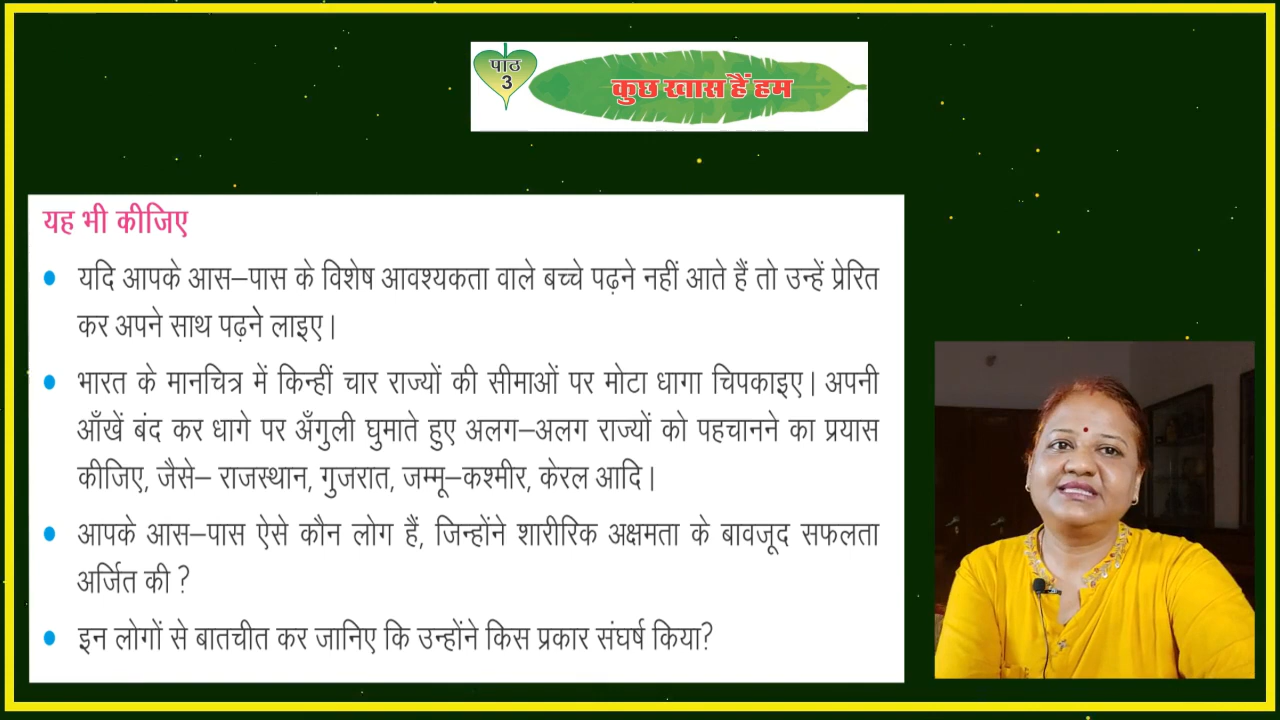 पाठ
3
कुछ खास हैं हम
यह भी कीजिए
• यदि आपके आस–पास के विशेष आवश्यकता वाले बच्चे पढ़ने नहीं आते हैं तो उन्हें प्रेरित
कर अपने साथ पढ़ने लाइए।
• भारत के मानचित्र में किन्हीं चार राज्यों की सीमाओं पर मोटा धागा चिपकाइए। अपनी
आँखें बंद कर धागे पर अँगुली घुमाते हुए अलग–अलग राज्यों को पहचानने का प्रयास
कीजिए, जैसे– राजस्थान, गुजरात, जम्मू–कश्मीर, केरल आदि।
• आपके आस–पास ऐसे कौन लोग हैं, जिन्होंने शारीरिक अक्षमता के बावजूद सफलता
अर्जित की ?
• इन लोगों से बातचीत कर जानिए कि उन्होंने किस प्रकार संघर्ष किया?